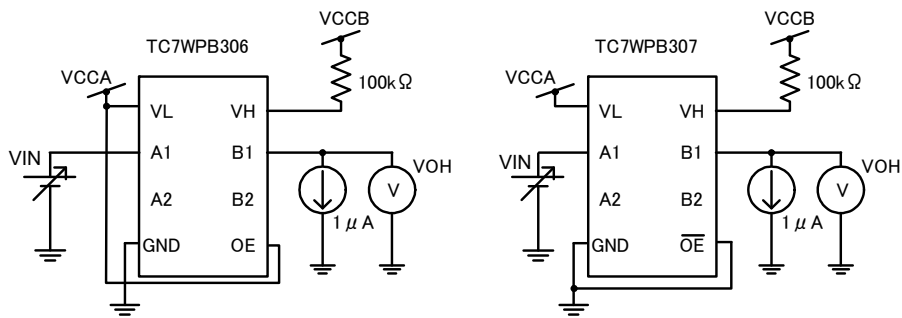 VCCB
TC7WPB306
VCCA
100kΩ
VL
VH
VIN
A1
B1
VOH
V
A2
B2
1μA
GND
OE
VCCB
TC7WPB307
VCCA
100kΩ
VL
VH
VIN
A1
B1
VOH
V
A2
B2
1μA
GND
O̅E̅